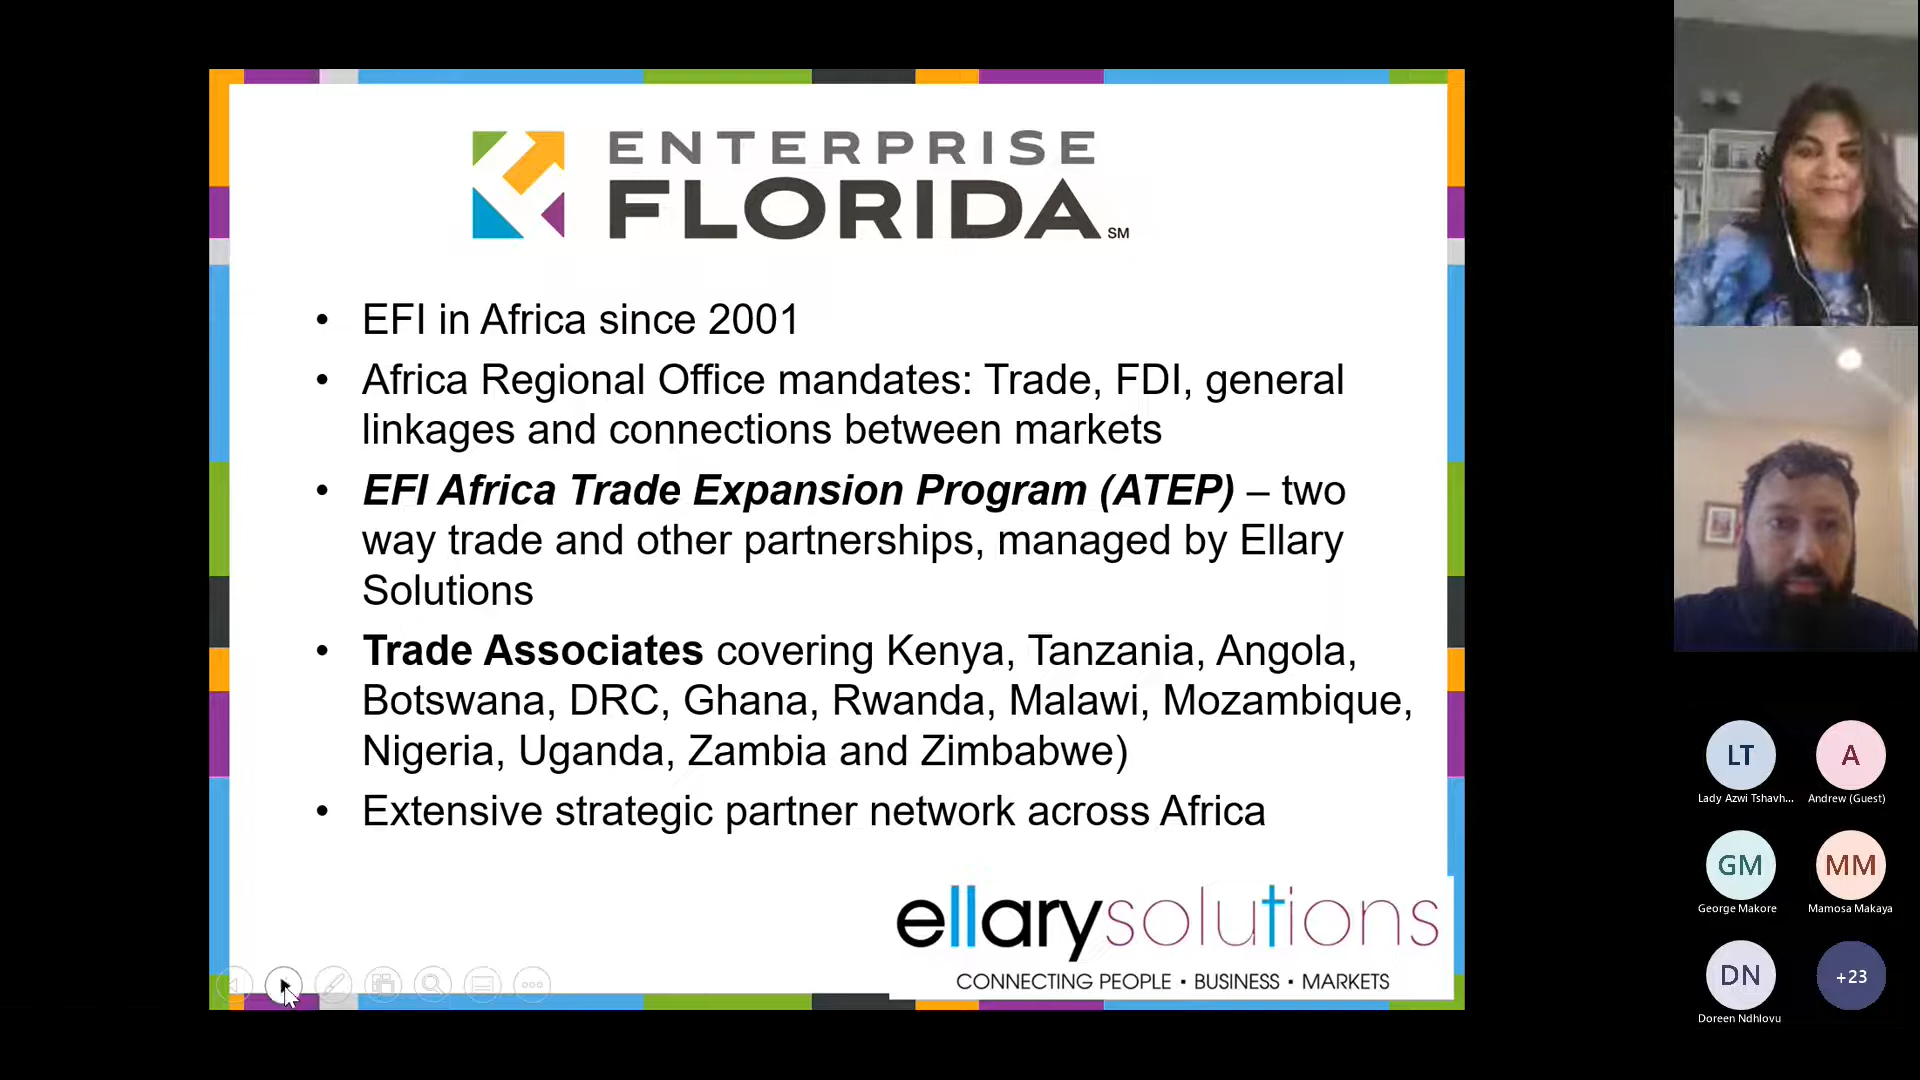 ENTERPRISE
FLORIDA SM
• EFI in Africa since 2001
• Africa Regional Office mandates: Trade, FDI, general
linkages and connections between markets
• EFI Africa Trade Expansion Program (ATEP) – two
way trade and other partnerships, managed by Ellary
Solutions
• Trade Associates covering Kenya, Tanzania, Angola,
Botswana, DRC, Ghana, Rwanda, Malawi, Mozambique,
Nigeria, Uganda, Zambia and Zimbabwe)
• Extensive strategic partner network across Africa
ellarysolutions
CONNECTING PEOPLE • BUSINESS • MARKETS
LT
Lady Azwi Tshavh...
A
Andrew (Guest)
GM
George Makore
MM
Mamosa Makaya
DN
Doreen Ndhlovu
+23